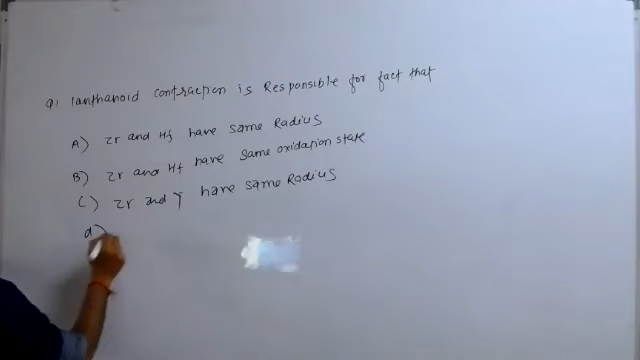 Q1 lanthanoid contraction is Responsible for fact that
A) Zr and Hf have same Radius
B) Zr and Hf have same oxidation state
C) Zr and Y have same Radius
d)